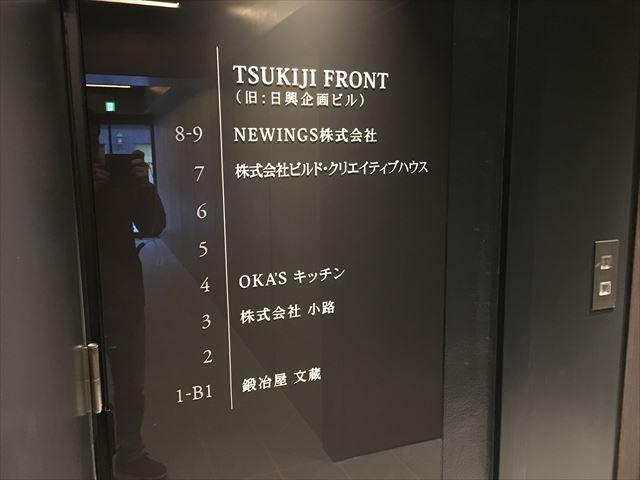 TSUKIJI FRONT
(旧:日興企画ビル)
8-9 NEWINGS株式会社
7 株式会社ビルド・クリエイティブハウス
6
5
4 OKA'S キッチン
3 株式会社 小路
2
1-B1 鍛冶屋 文蔵